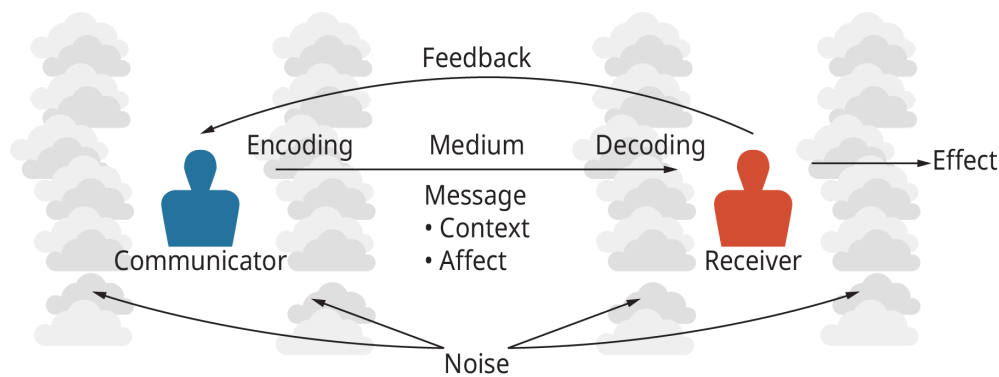 Feedback
Encoding
Medium
Decoding
Effect
Message
• Context
• Affect
Communicator
Receiver
Noise